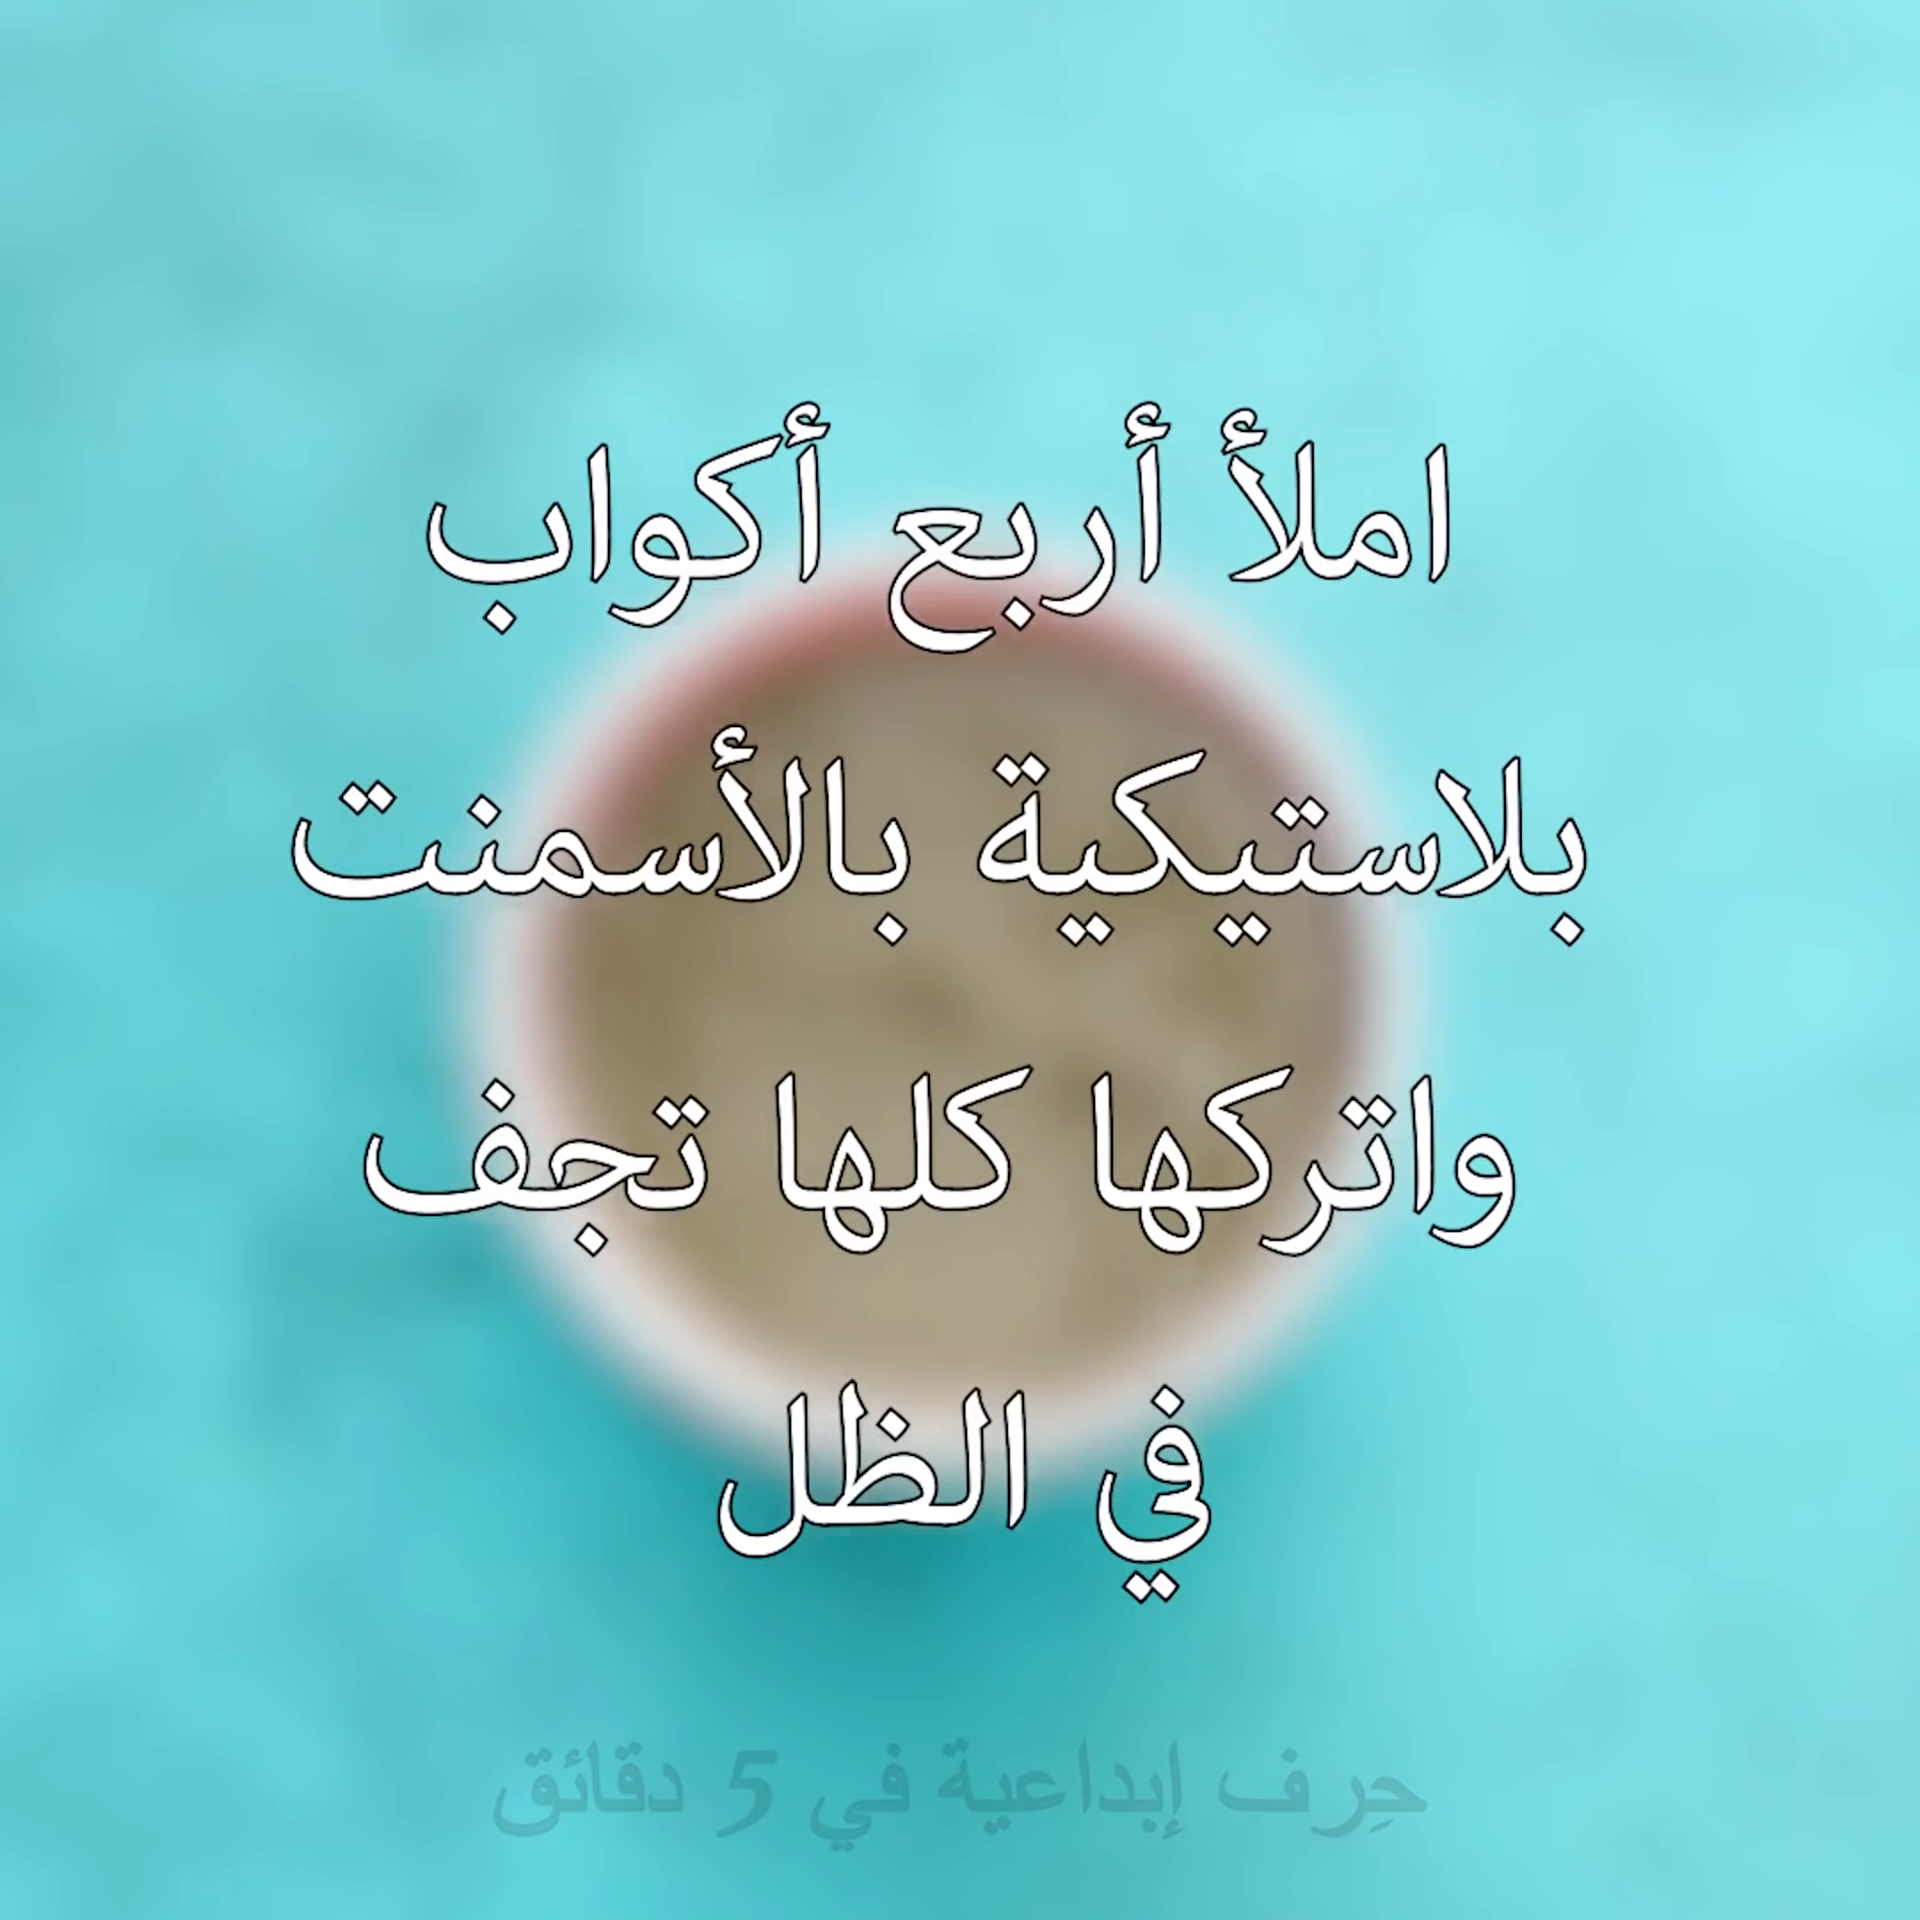 املأ أربع أكواب
بلاستيكية بالأسمنت
واتركها كلها تجف
في الظل
حِرف إبداعية في 5 دقائق